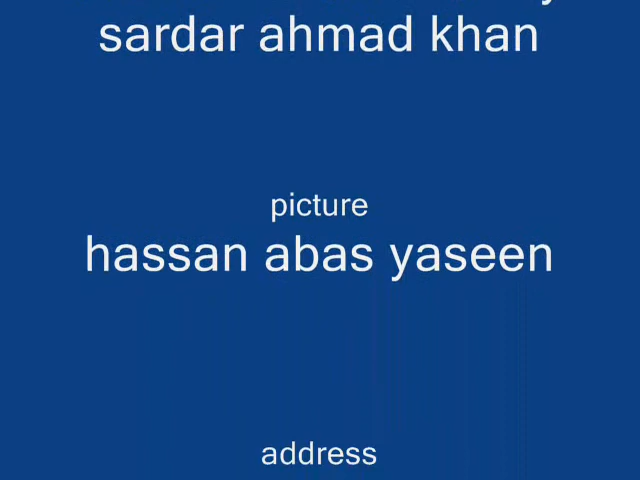 sardar ahmad khan
picture
hassan abas yaseen
address